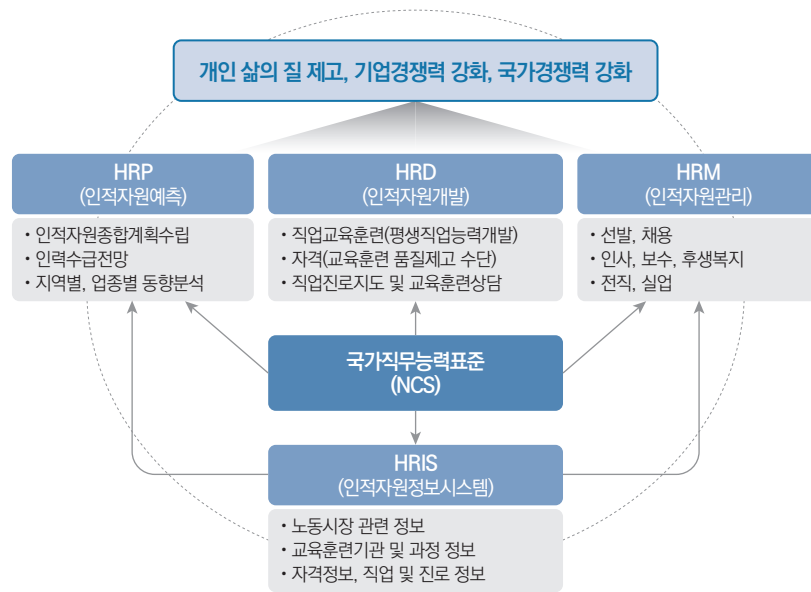 개인 삶의 질 제고, 기업경쟁력 강화, 국가경쟁력 강화
HRP
(인적자원예측)
• 인적자원종합계획수립
• 인력수급전망
• 지역별, 업종별 동향분석
HRD
(인적자원개발)
• 직업교육훈련(평생직업능력개발)
• 자격(교육훈련 품질제고 수단)
• 직업진로지도 및 교육훈련상담
HRM
(인적자원관리)
• 선발, 채용
• 인사, 보수, 후생복지
• 전직, 실업
국가직무능력표준
(NCS)
HRIS
(인적자원정보시스템)
• 노동시장 관련 정보
• 교육훈련기관 및 과정 정보
• 자격정보, 직업 및 진로 정보